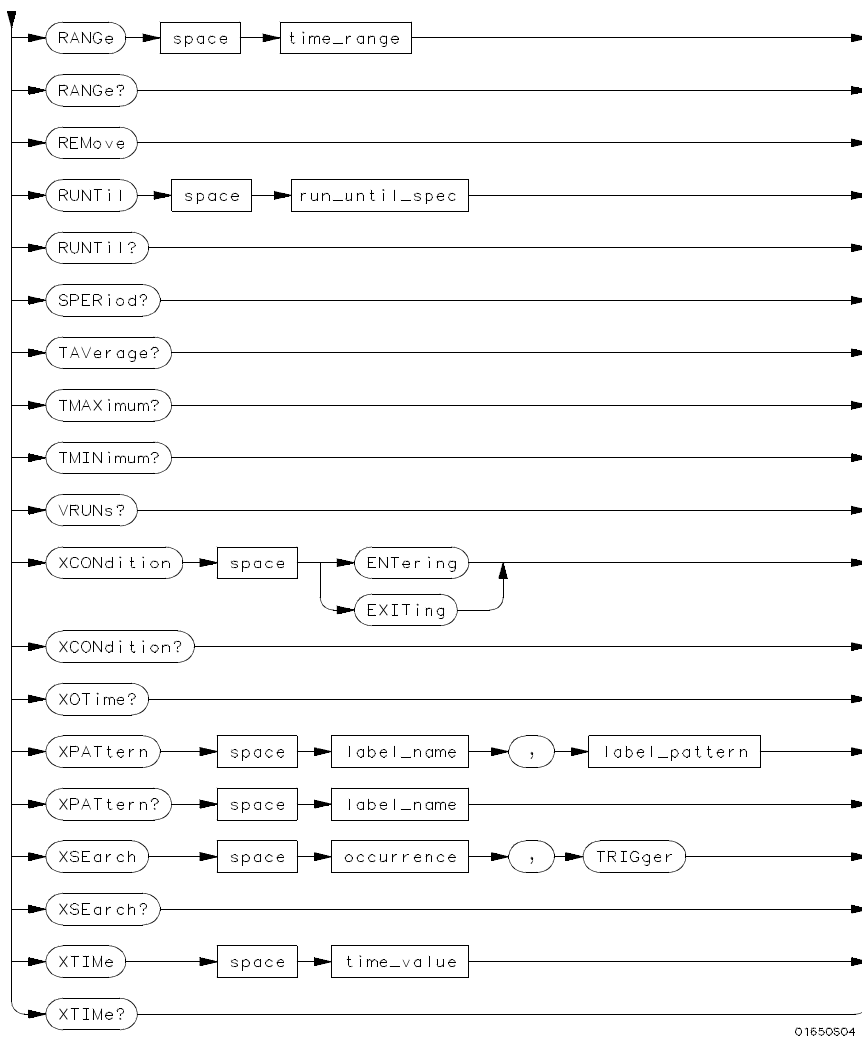 RANGe space time_range
RANGe?
REMove
RUNTil space run_until_spec
RUNTil?
SPERiod?
TAVerage?
TMAXimum?
TMINimum?
VRUNs?
XCONdition space ENTering
EXITing
XCONdition?
XOTime?
XPATtern space label_name , label_pattern
XPATtern? space label_name
XSEarch space occurrence , TRIGger
XSEarch?
XTIMe space time_value
XTIMe?
01650S04